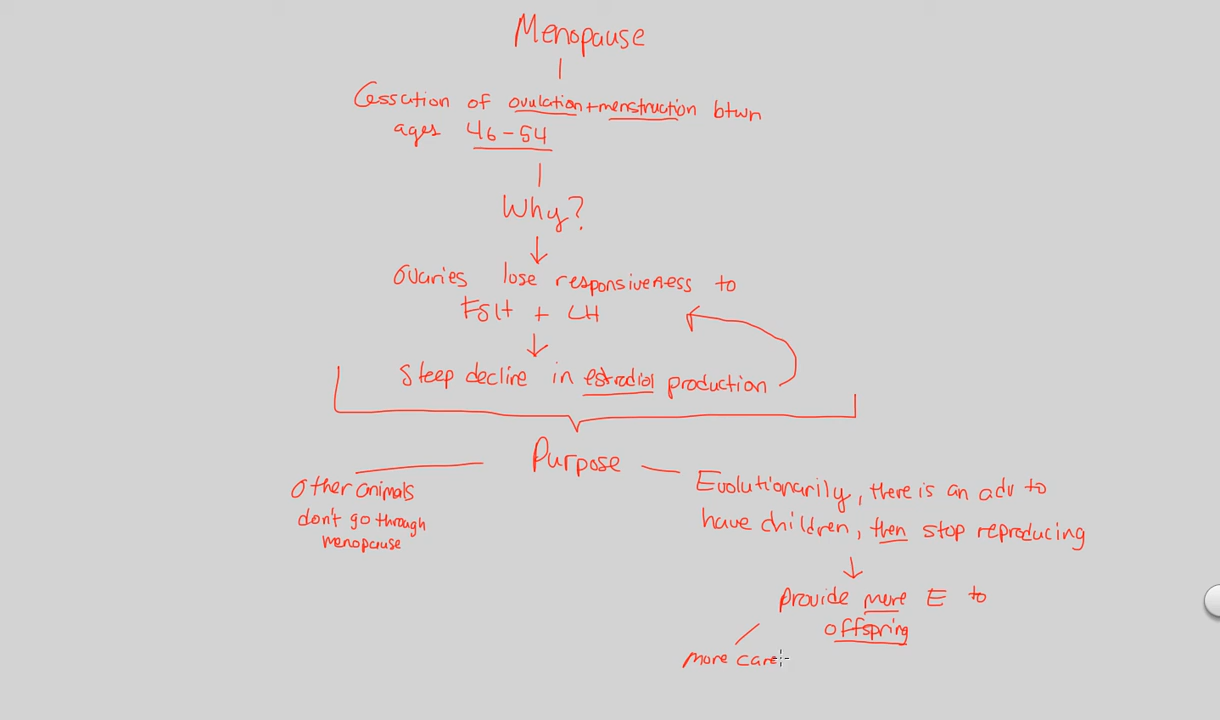 Menopause
Cessation of ovulation + menstruation btwn
ages 46-54
Why?
Ovaries lose responsiveness to
FSH + LH
Steep decline in estradiol production
Purpose
Other animals
don't go through
menopause
Evolutionarily, there is an adv to
have children, then stop reproducing
Provide more E to
offspring
more care